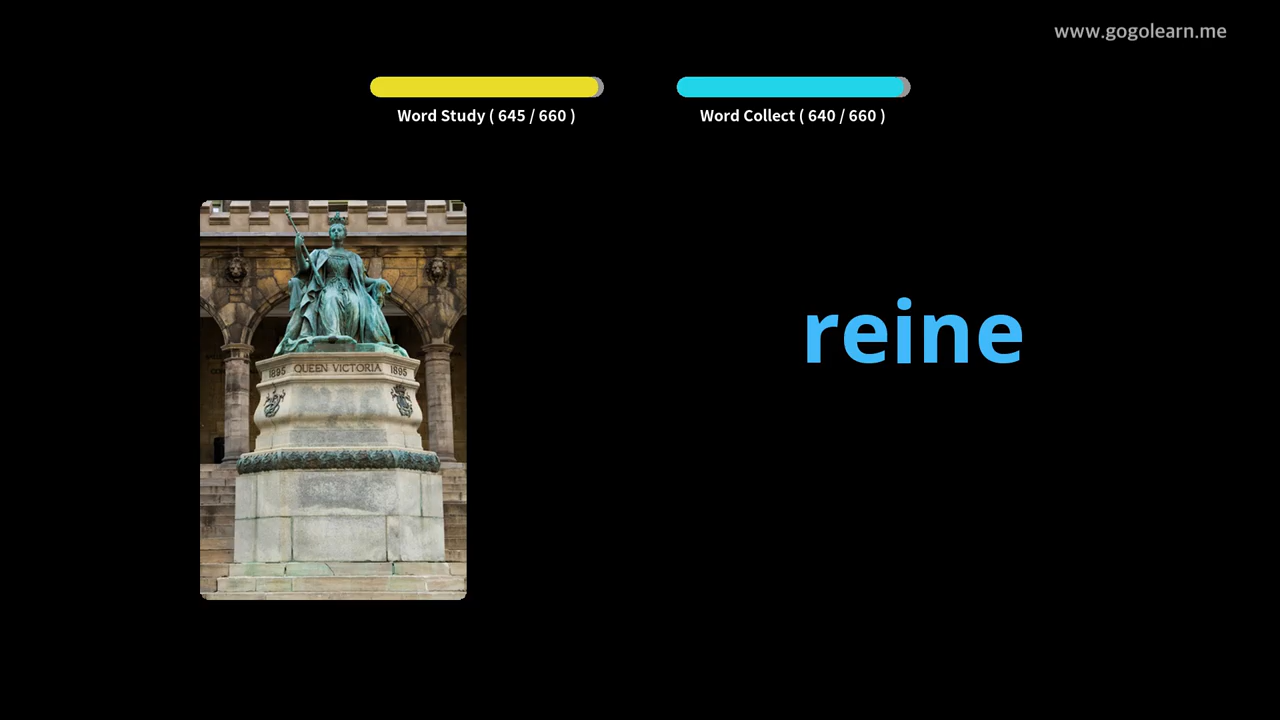 www.gogolearn.me
Word Study ( 645 / 660 )
Word Collect ( 640 / 660 )
reine
1895 QUEEN VICTORIA 1895